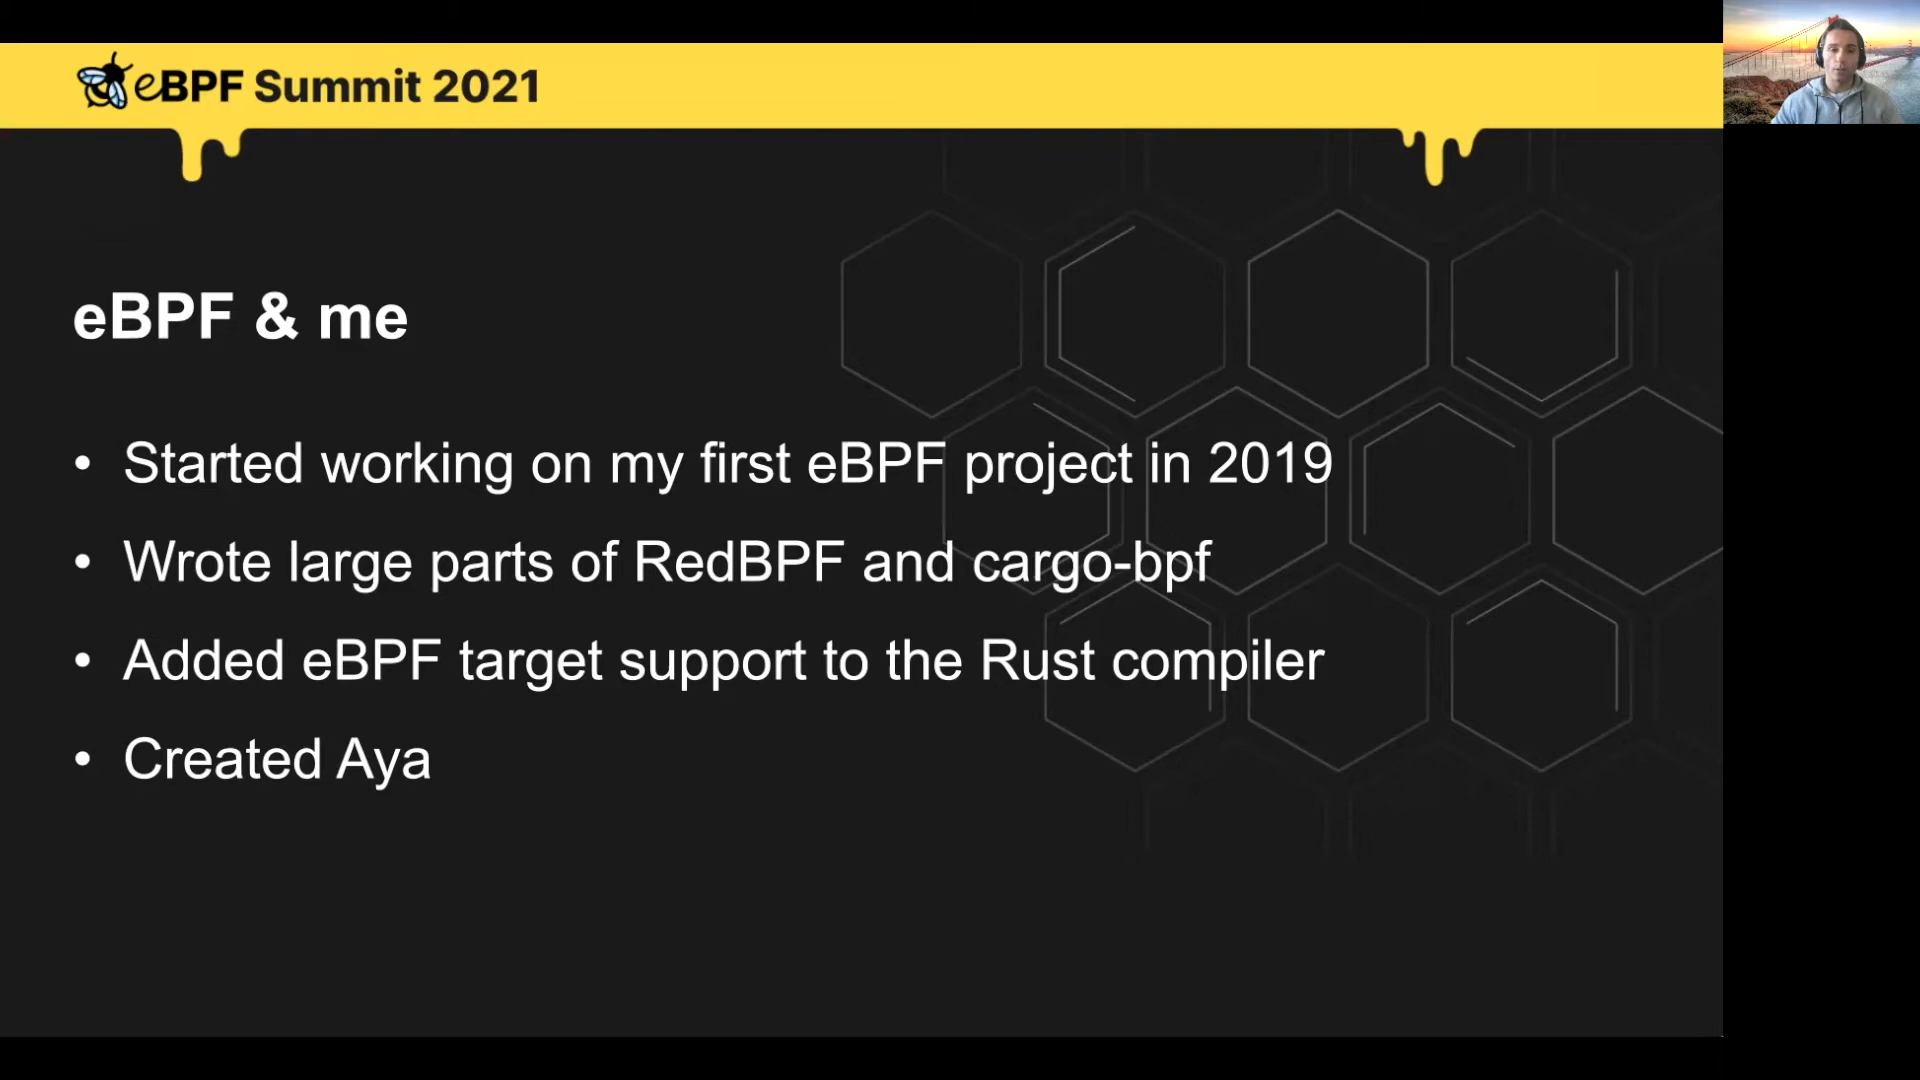 eBPF Summit 2021
eBPF & me
• Started working on my first eBPF project in 2019
• Wrote large parts of RedBPF and cargo-bpf
• Added eBPF target support to the Rust compiler
• Created Aya